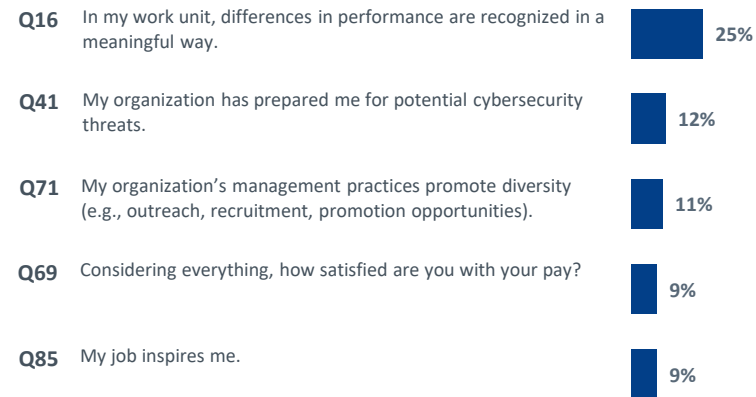 Q16 In my work unit, differences in performance are recognized in a
meaningful way.
25%
Q41 My organization has prepared me for potential cybersecurity
threats.
12%
Q71 My organization’s management practices promote diversity
(e.g., outreach, recruitment, promotion opportunities).
11%
Q69 Considering everything, how satisfied are you with your pay?
9%
Q85 My job inspires me.
9%